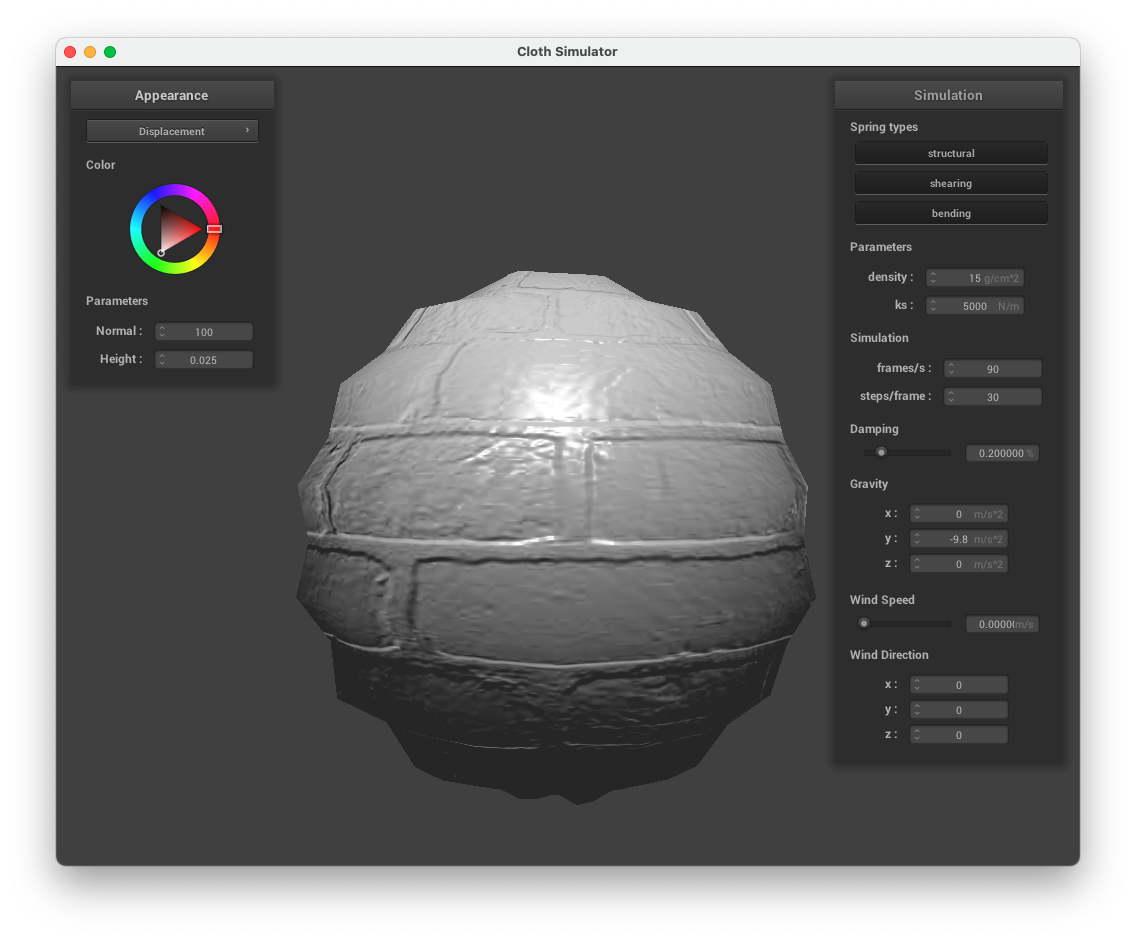 Cloth Simulator
Appearance
Displacement
Color
Parameters
Normal : 100
Height : 0.025
Simulation
Spring types
structural
shearing
bending
Parameters
density : 15 g/cm^2
ks : 5000 N/m
Simulation
frames/s : 90
steps/frame : 30
Damping
0.200000 %
Gravity
x : 0 m/s^2
y : -9.8 m/s^2
z : 0 m/s^2
Wind Speed
0.0000 m/s
Wind Direction
x : 0
y : 0
z : 0